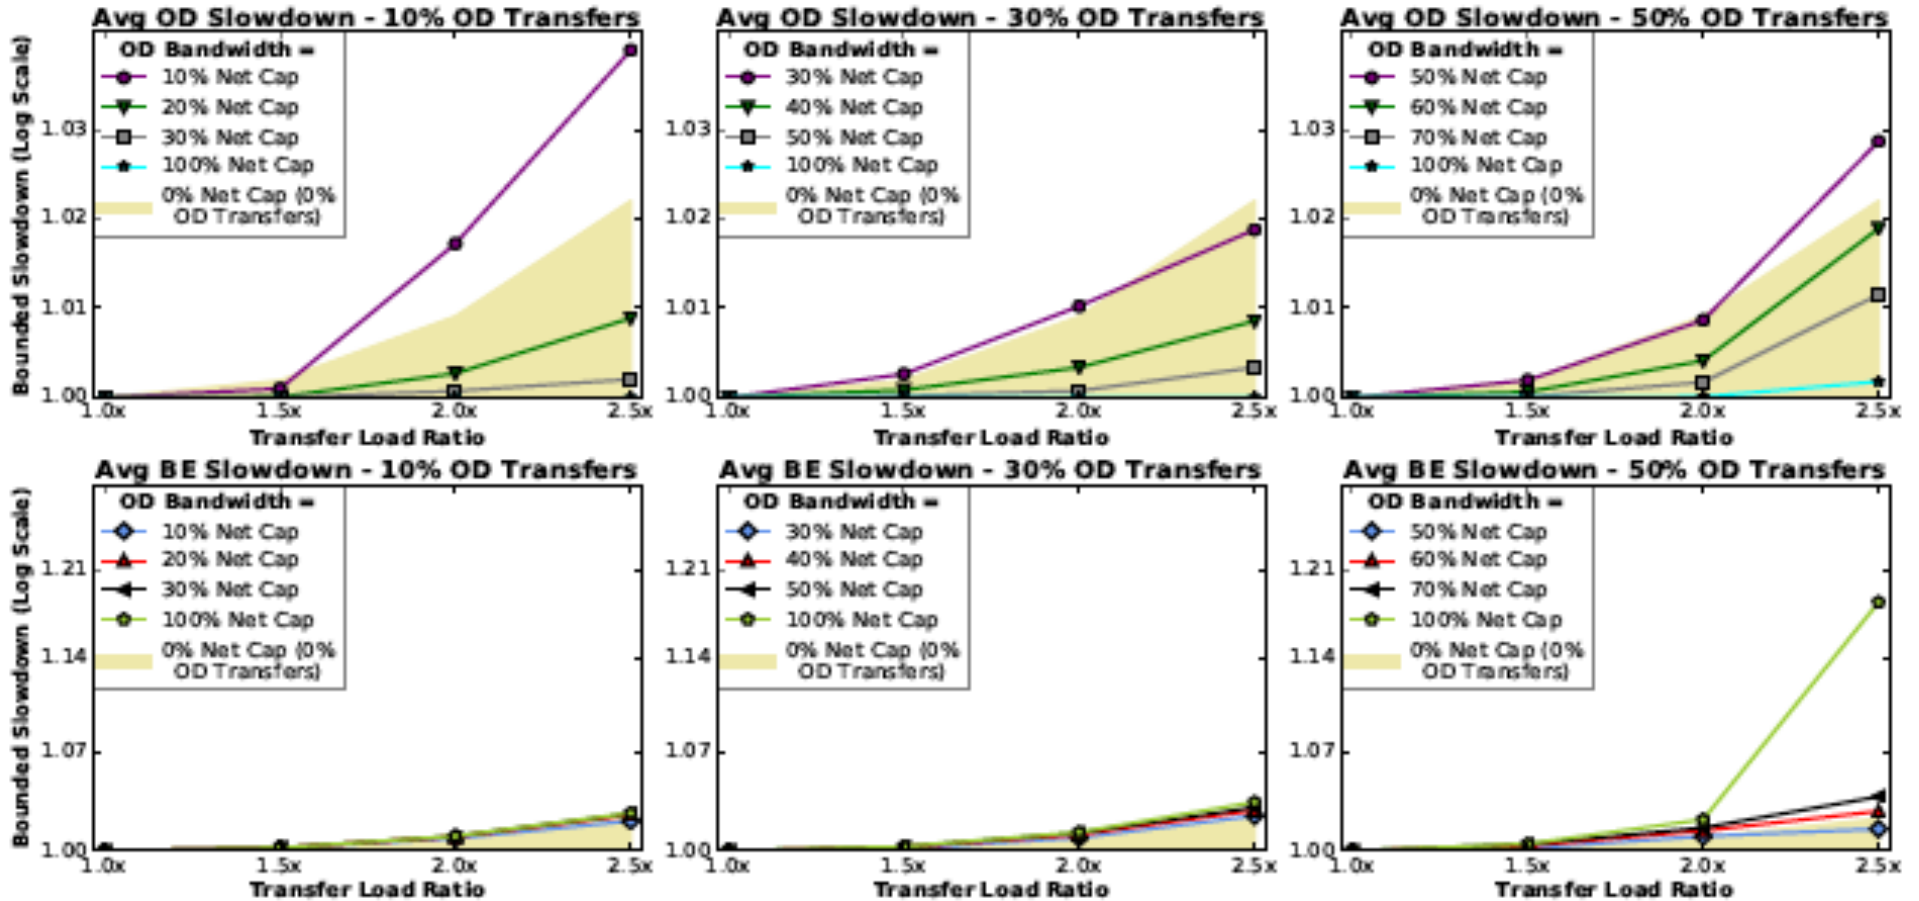 Avg OD Slowdown - 10% OD Transfers
Bounded Slowdown (Log Scale)
OD Bandwidth =
10% Net Cap
20% Net Cap
30% Net Cap
100% Net Cap
0% Net Cap (0%
OD Transfers)
1.03
1.02
1.01
1.00
1.0x 1.5x 2.0x 2.5x
Transfer Load Ratio
Avg OD Slowdown - 30% OD Transfers
OD Bandwidth =
30% Net Cap
40% Net Cap
50% Net Cap
100% Net Cap
0% Net Cap (0%
OD Transfers)
1.03
1.02
1.01
1.00
1.0x 1.5x 2.0x 2.5x
Transfer Load Ratio
Avg OD Slowdown - 50% OD Transfers
OD Bandwidth =
50% Net Cap
60% Net Cap
70% Net Cap
100% Net Cap
0% Net Cap (0%
OD Transfers)
1.03
1.02
1.01
1.00
1.0x 1.5x 2.0x 2.5x
Transfer Load Ratio
Avg BE Slowdown - 10% OD Transfers
Bounded Slowdown (Log Scale)
OD Bandwidth =
10% Net Cap
20% Net Cap
30% Net Cap
100% Net Cap
0% Net Cap (0%
OD Transfers)
1.21
1.14
1.07
1.00
1.0x 1.5x 2.0x 2.5x
Transfer Load Ratio
Avg BE Slowdown - 30% OD Transfers
OD Bandwidth =
30% Net Cap
40% Net Cap
50% Net Cap
100% Net Cap
0% Net Cap (0%
OD Transfers)
1.21
1.14
1.07
1.00
1.0x 1.5x 2.0x 2.5x
Transfer Load Ratio
Avg BE Slowdown - 50% OD Transfers
OD Bandwidth =
50% Net Cap
60% Net Cap
70% Net Cap
100% Net Cap
0% Net Cap (0%
OD Transfers)
1.21
1.14
1.07
1.00
1.0x 1.5x 2.0x 2.5x
Transfer Load Ratio